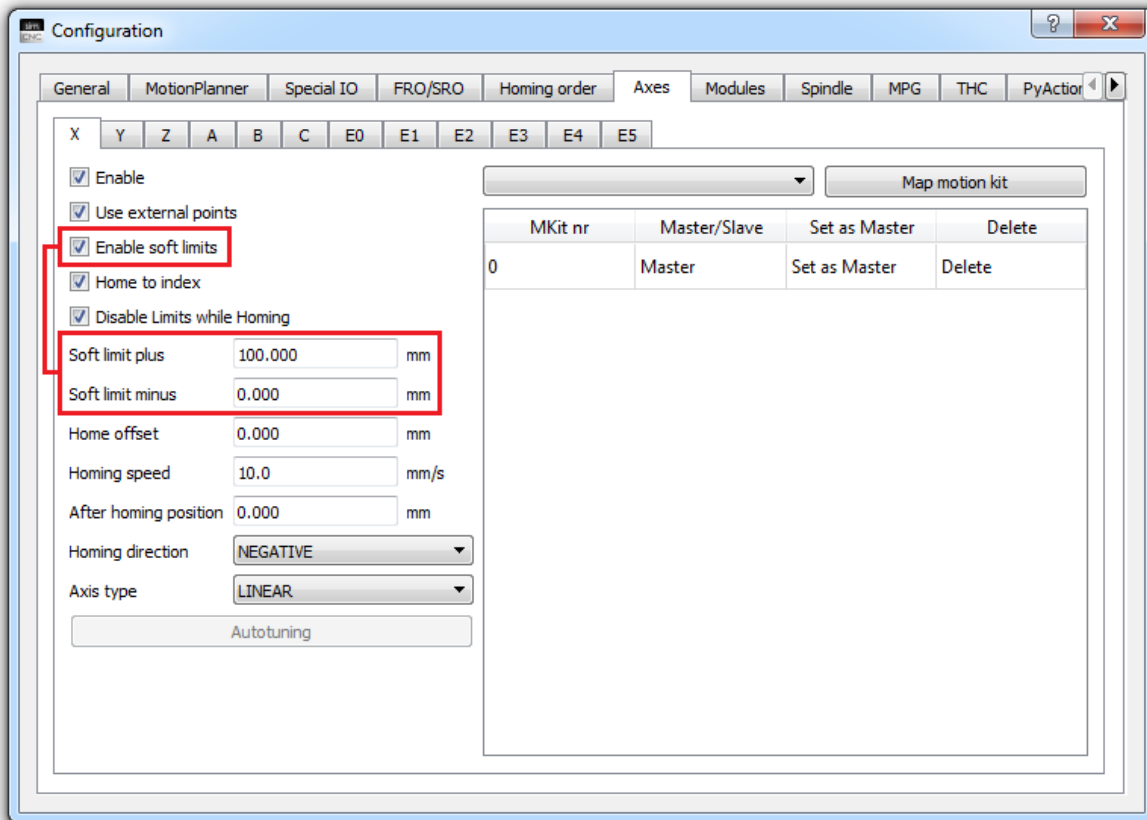 sim
CNC
Configuration
General MotionPlanner Special IO FRO/SRO Homing order Axes Modules Spindle MPG THC PyAction
X Y Z A B C E0 E1 E2 E3 E4 E5
Enable
Map motion kit
Use external points
MKit nr Master/Slave Set as Master Delete
Enable soft limits
0 Master Set as Master Delete
Home to index
Disable Limits while Homing
Soft limit plus 100.000 mm
Soft limit minus 0.000 mm
Home offset 0.000 mm
Homing speed 10.0 mm/s
After homing position 0.000 mm
Homing direction NEGATIVE
Axis type LINEAR
Autotuning